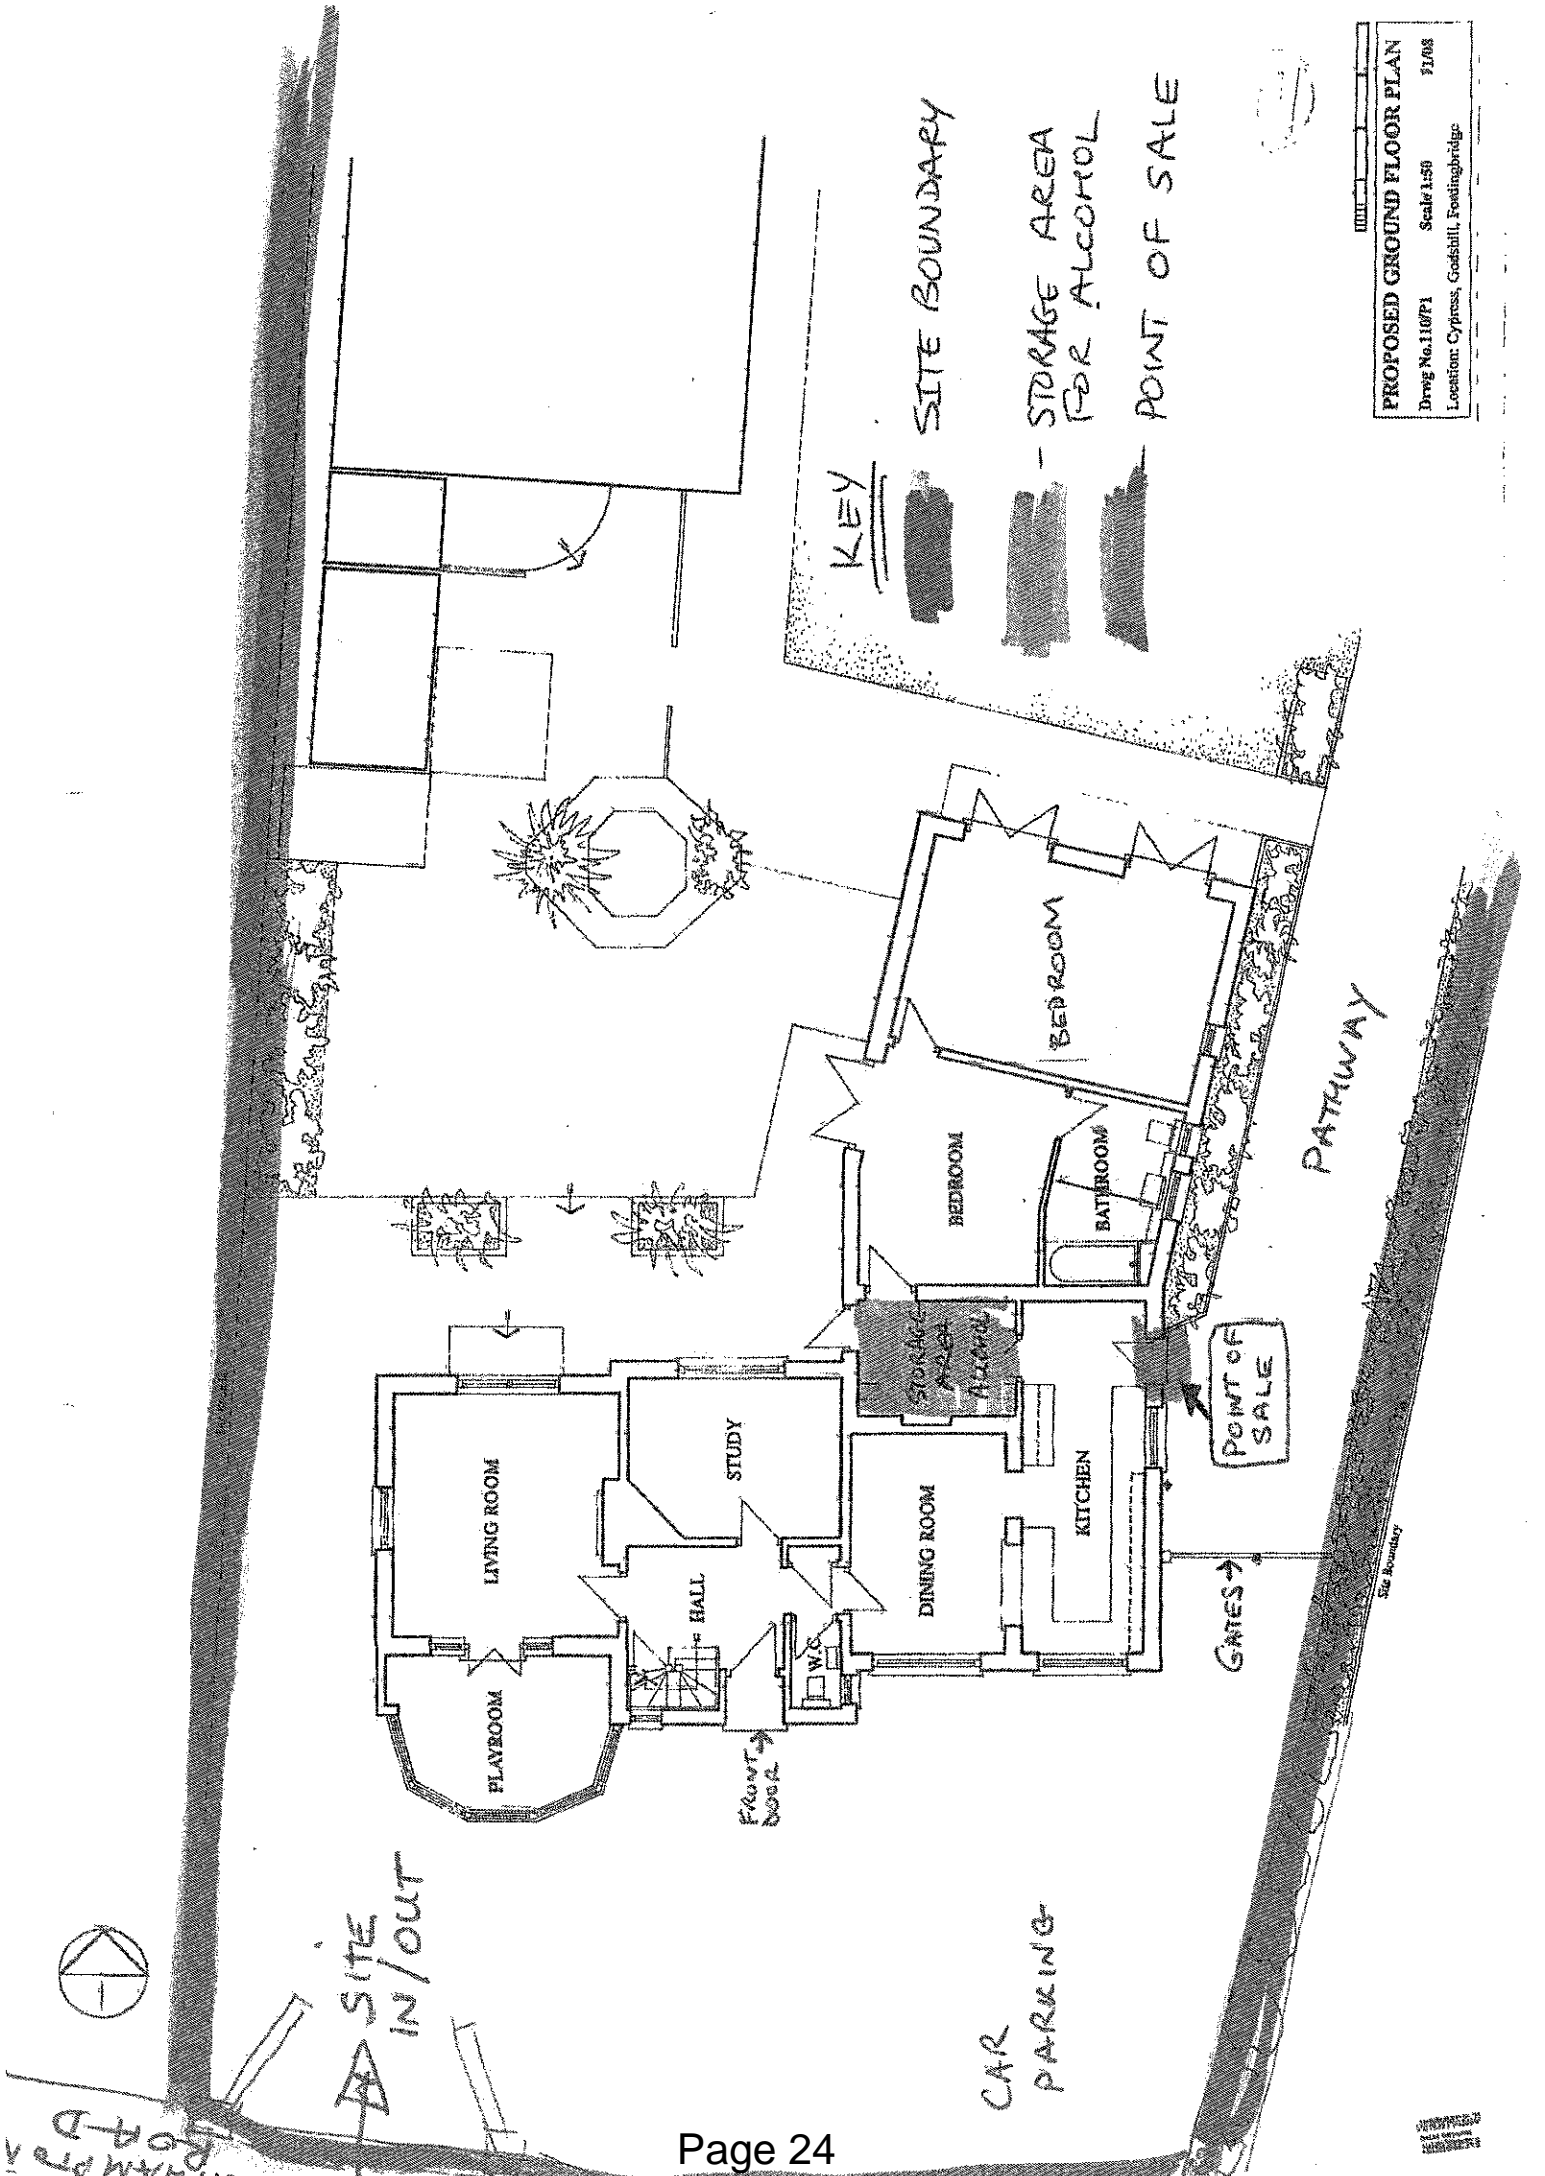 PROPOSED GROUND FLOOR PLAN
Drwg No.110/P1 Scale 1:50
Location: Cypress, Godshill, Fordingbridge
KEY
SITE BOUNDARY
- STORAGE AREA
FOR ALCOHOL
POINT OF SALE
BEDROOM
BEDROOM
BATHROOM
PATHWAY
STORAGE
AREA
ALCOHOL
POINT OF
SALE
LIVING ROOM
STUDY
DINING ROOM
KITCHEN
HALL
W.C.
PLAYROOM
FRONT
DOOR
GATES
Site Boundary
SITE
IN/OUT
CAR
PARKING
ROAD
Page 24